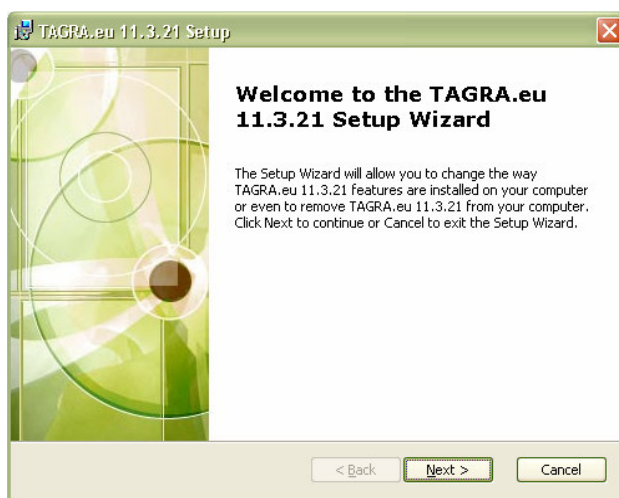 TAGRA.eu 11.3.21 Setup
Welcome to the TAGRA.eu
11.3.21 Setup Wizard
The Setup Wizard will allow you to change the way
TAGRA.eu 11.3.21 features are installed on your computer
or even to remove TAGRA.eu 11.3.21 from your computer.
Click Next to continue or Cancel to exit the Setup Wizard.
< Back Next > Cancel